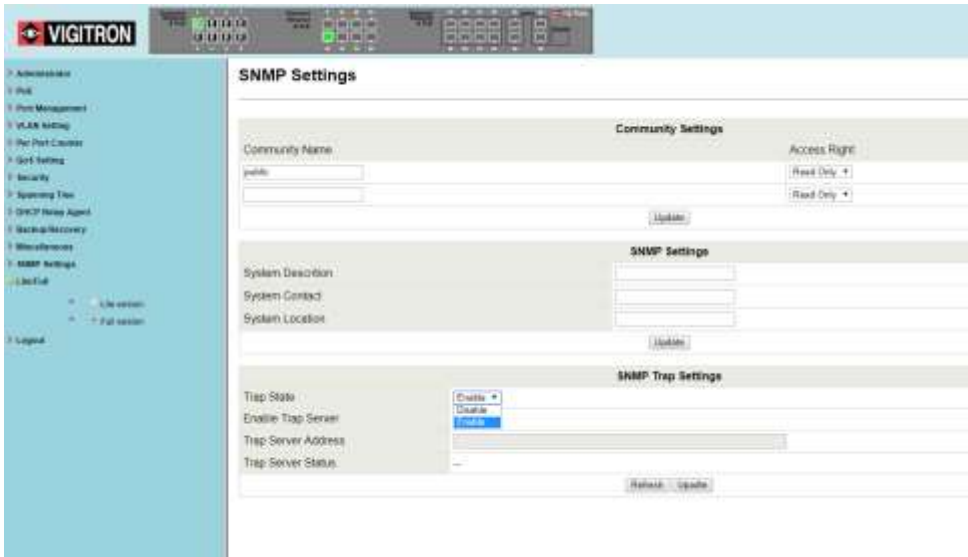 VIGITRON
Administrator
PoE
Port Management
VLAN Setting
Per Port Counter
QoS Setting
Security
Spanning Tree
DHCP Relay Agent
Backup/Recovery
Miscellaneous
SNMP Settings
Lite/Full
Lite version
Full version
Logout
SNMP Settings
Community Settings
Community Name
Access Right
public
Read Only
Read Only
Update
SNMP Settings
System Description
System Contact
System Location
Update
SNMP Trap Settings
Trap State
Enable
Disable
Enable
Enable Trap Server
Trap Server Address
Trap Server Status
--
Refresh
Update